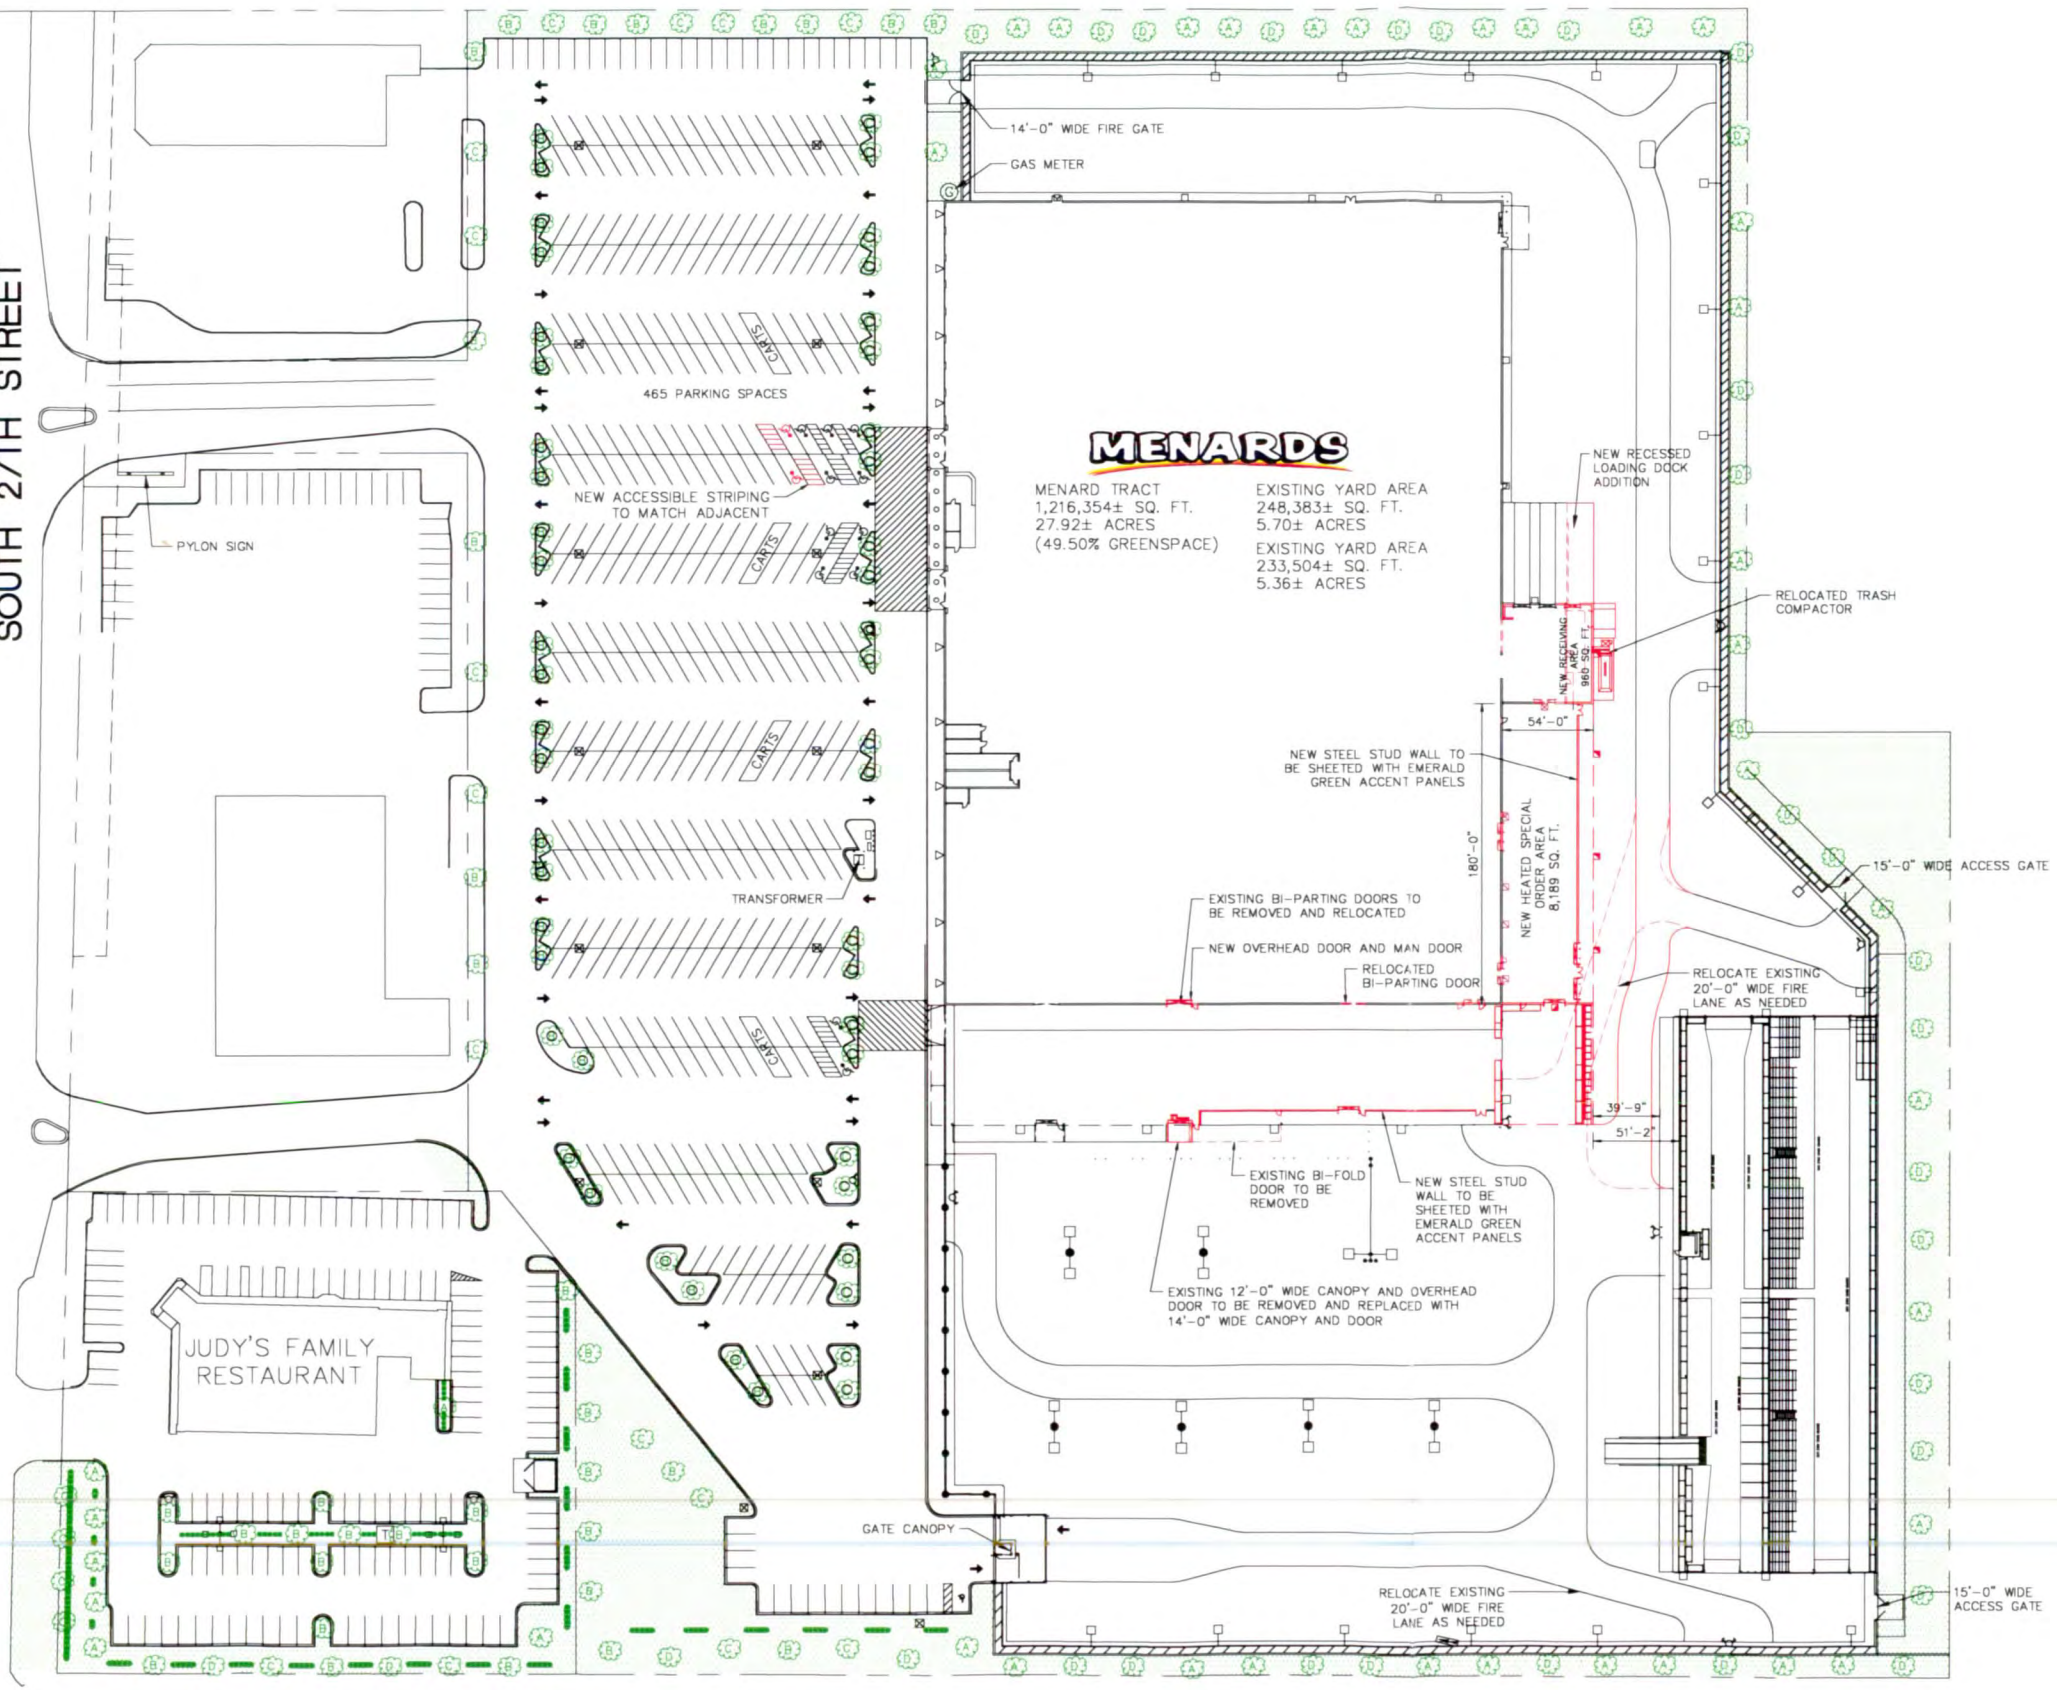 SOUTH 27TH STREET
14'-0" WIDE FIRE GATE
GAS METER
G
CARTS
465 PARKING SPACES
MENARDS
MENARD TRACT
1,216,354± SQ. FT.
27.92± ACRES
(49.50% GREENSPACE)
EXISTING YARD AREA
248,383± SQ. FT.
5.70± ACRES
EXISTING YARD AREA
233,504± SQ. FT.
5.36± ACRES
NEW RECESSED
LOADING DOCK
ADDITION
NEW ACCESSIBLE STRIPING
TO MATCH ADJACENT
PYLON SIGN
CARTS
RELOCATED TRASH
COMPACTOR
NEW RECEIVING
AREA
960 SQ. FT.
54'-0"
CARTS
NEW STEEL STUD WALL TO
BE SHEETED WITH EMERALD
GREEN ACCENT PANELS
180'-0"
NEW HEATED SPECIAL
ORDER AREA
8,189 SQ. FT.
15'-0" WIDE ACCESS GATE
TRANSFORMER
EXISTING BI-PARTING DOORS TO
BE REMOVED AND RELOCATED
NEW OVERHEAD DOOR AND MAN DOOR
RELOCATED
BI-PARTING DOOR
RELOCATE EXISTING
20'-0" WIDE FIRE
LANE AS NEEDED
CARTS
39'-9"
51'-2"
EXISTING BI-FOLD
DOOR TO BE
REMOVED
NEW STEEL STUD
WALL TO BE
SHEETED WITH
EMERALD GREEN
ACCENT PANELS
EXISTING 12'-0" WIDE CANOPY AND OVERHEAD
DOOR TO BE REMOVED AND REPLACED WITH
14'-0" WIDE CANOPY AND DOOR
JUDY'S FAMILY
RESTAURANT
T
GATE CANOPY
RELOCATE EXISTING
20'-0" WIDE FIRE
LANE AS NEEDED
15'-0" WIDE
ACCESS GATE